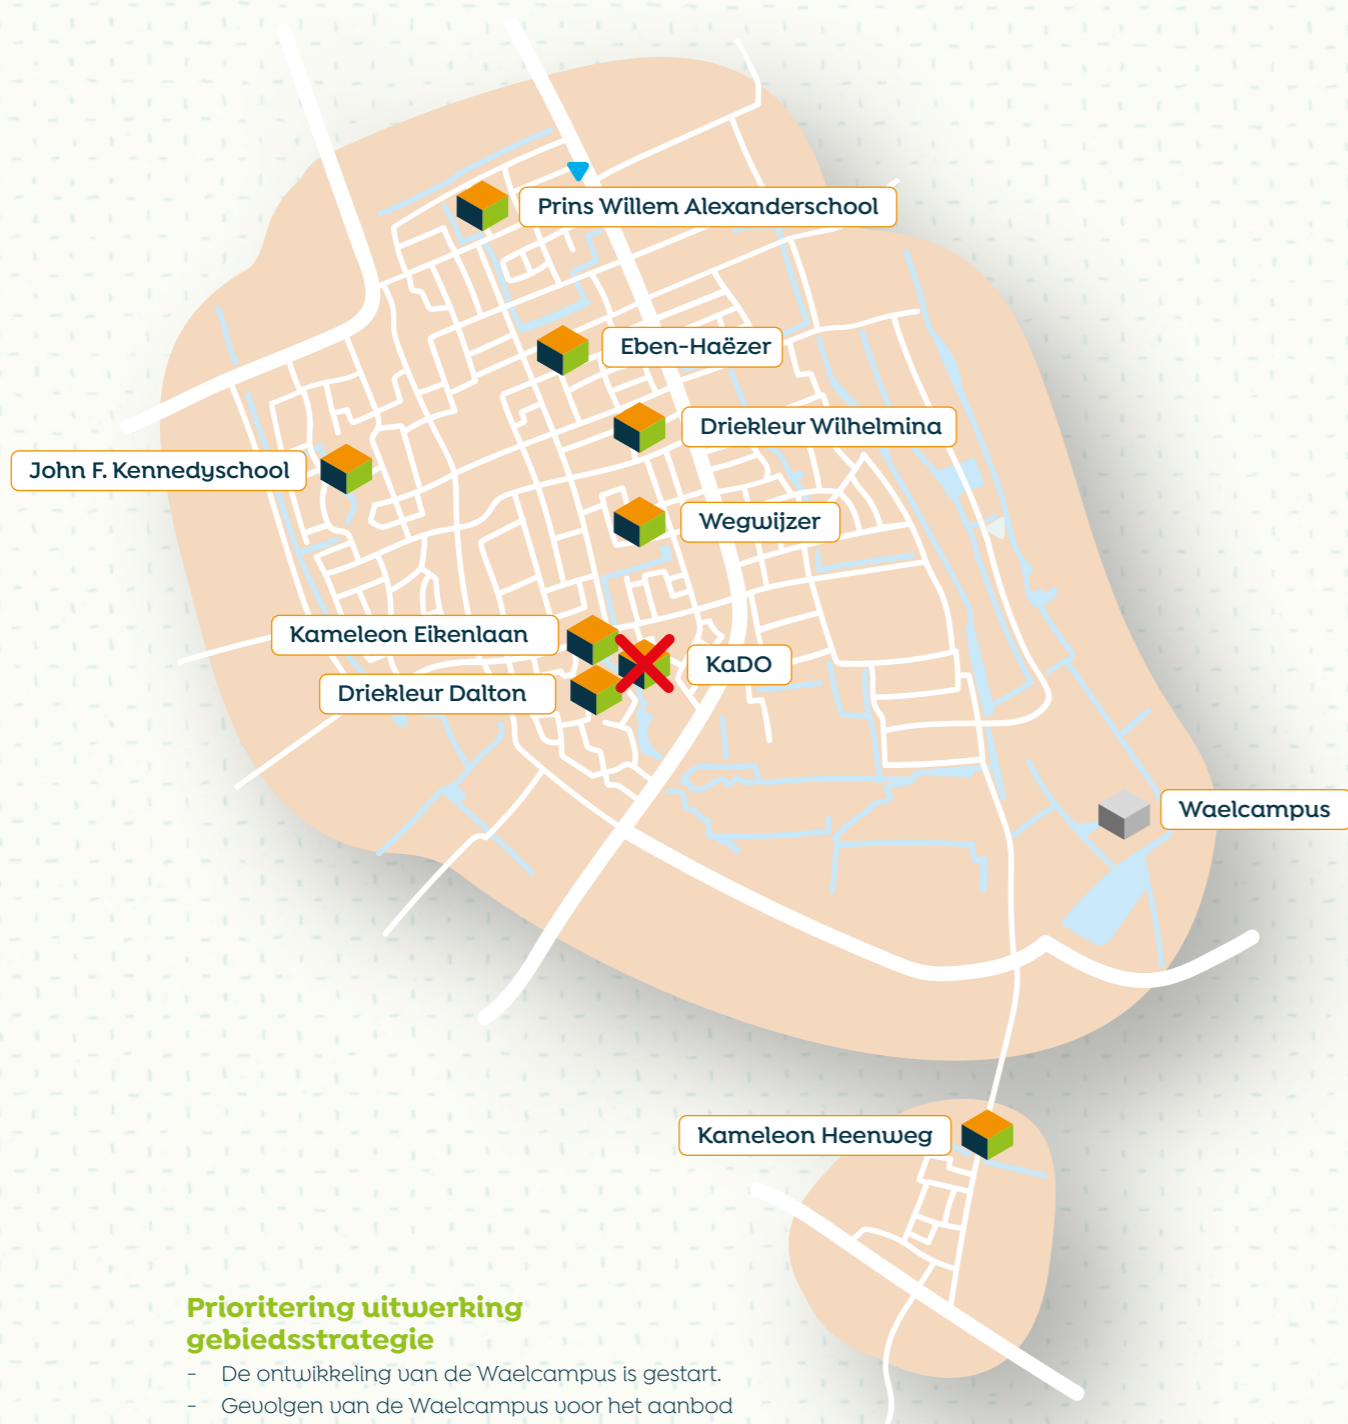 Prins Willem Alexanderschool
Eben-Haëzer
Driekleur Wilhelmina
John F. Kennedyschool
Wegwijzer
Kameleon Eikenlaan
KaDO
Driekleur Dalton
Waelcampus
Kameleon Heenweg
Prioritering uitwerking
gebiedsstrategie
- De ontwikkeling van de Waelcampus is gestart.
- Gevolgen van de Waelcampus voor het aanbod